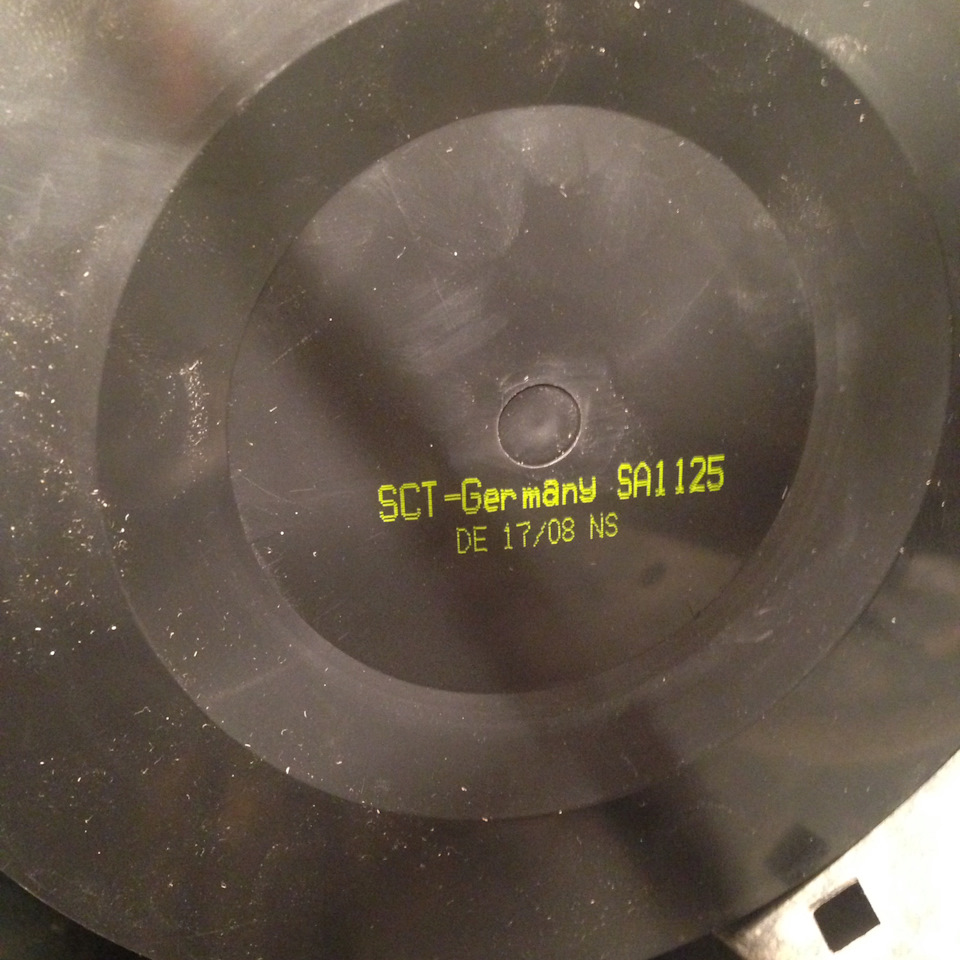 SCT-Germany SA1125
DE 17/08 NS